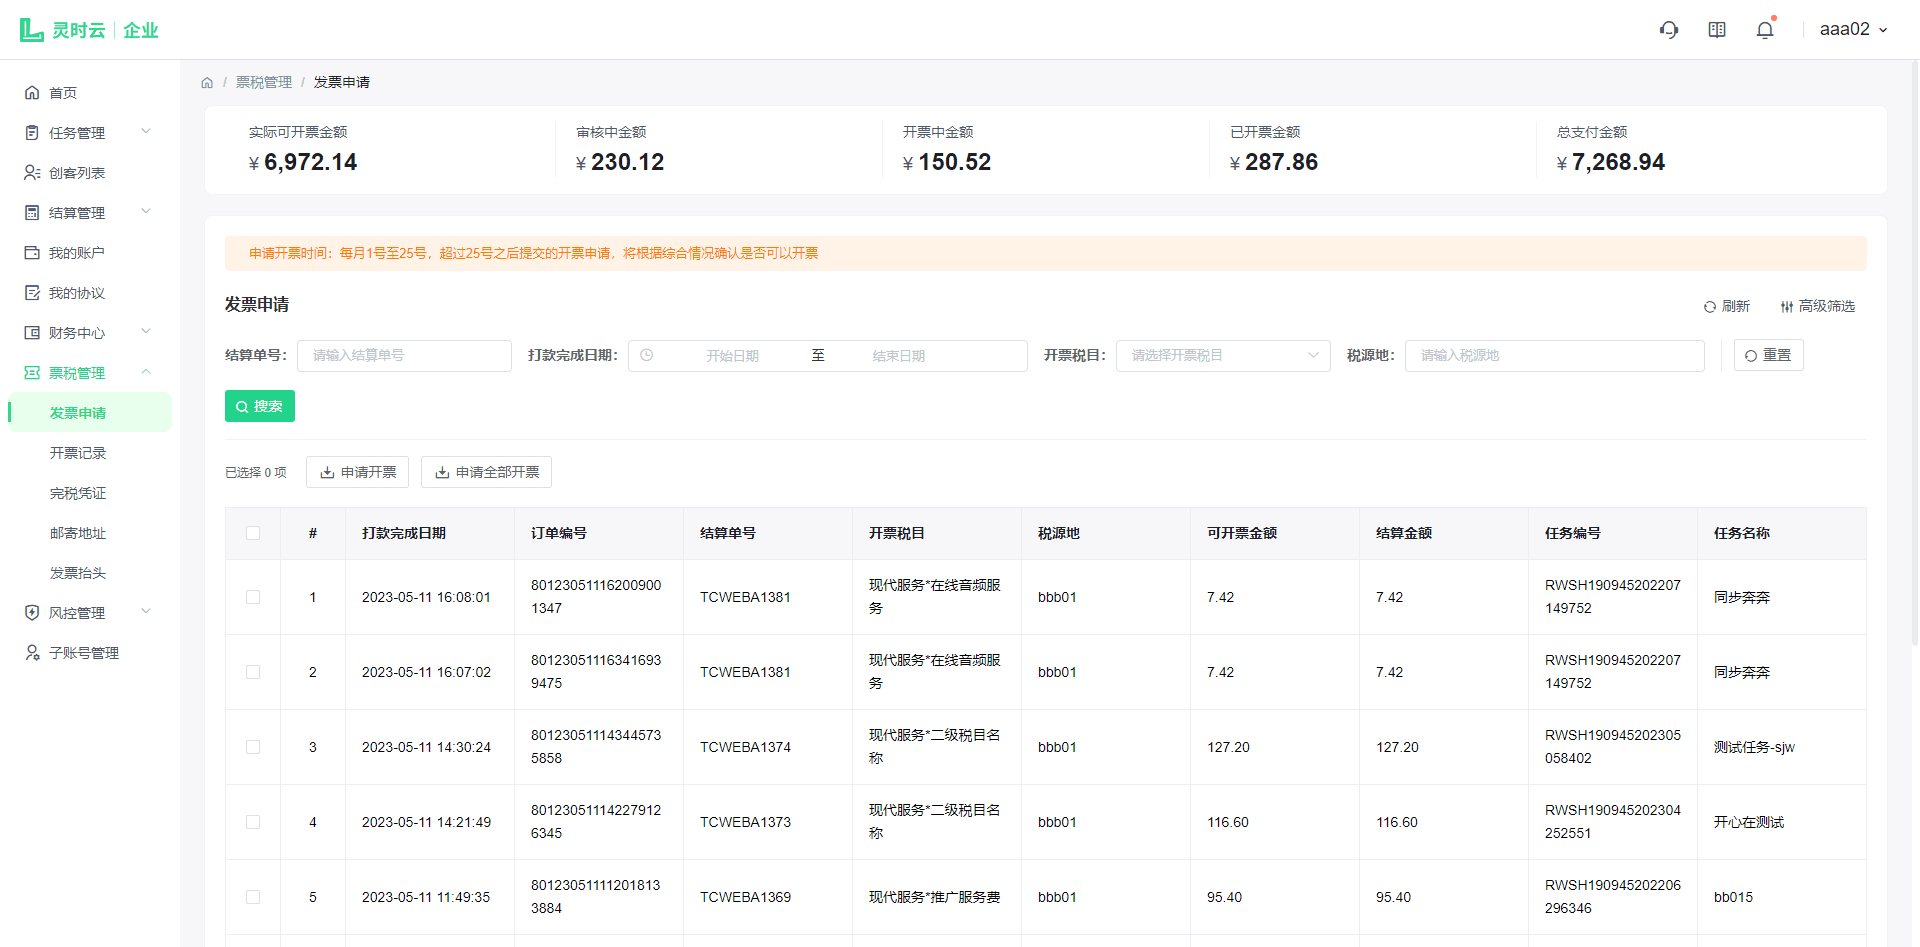 灵时云 企业
aaa02
首页
任务管理
创客列表
结算管理
我的账户
我的协议
财务中心
票税管理
发票申请
开票记录
完税凭证
邮寄地址
发票抬头
风控管理
子账号管理
/ 票税管理 / 发票申请
实际可开票金额
¥ 6,972.14
审核中金额
¥ 230.12
开票中金额
¥ 150.52
已开票金额
¥ 287.86
总支付金额
¥ 7,268.94
申请开票时间：每月1号至25号，超过25号之后提交的开票申请，将根据综合情况确认是否可以开票
发票申请
刷新 高级筛选
结算单号： 请输入结算单号 打款完成日期： 开始日期 至 结束日期 开票税目： 请选择开票税目 税源地： 请输入税源地 重置
搜索
已选择 0 项 申请开票 申请全部开票
# 打款完成日期 订单编号 结算单号 开票税目 税源地 可开票金额 结算金额 任务编号 任务名称
1 2023-05-11 16:08:01 80123051116200900 TCWEBA1381 现代服务*在线音频服 bbb01 7.42 7.42 RWSH190945202207 同步奔奔
1347 务 149752
2 2023-05-11 16:07:02 80123051116341693 TCWEBA1381 现代服务*在线音频服 bbb01 7.42 7.42 RWSH190945202207 同步奔奔
9475 务 149752
3 2023-05-11 14:30:24 80123051114344573 TCWEBA1374 现代服务*二级税目名 bbb01 127.20 127.20 RWSH190945202305 测试任务-sjw
5858 称 058402
4 2023-05-11 14:21:49 80123051114227912 TCWEBA1373 现代服务*二级税目名 bbb01 116.60 116.60 RWSH190945202304 开心在测试
6345 称 252551
5 2023-05-11 11:49:35 80123051111201813 TCWEBA1369 现代服务*推广服务费 bbb01 95.40 95.40 RWSH190945202206 bb015
3884 296346